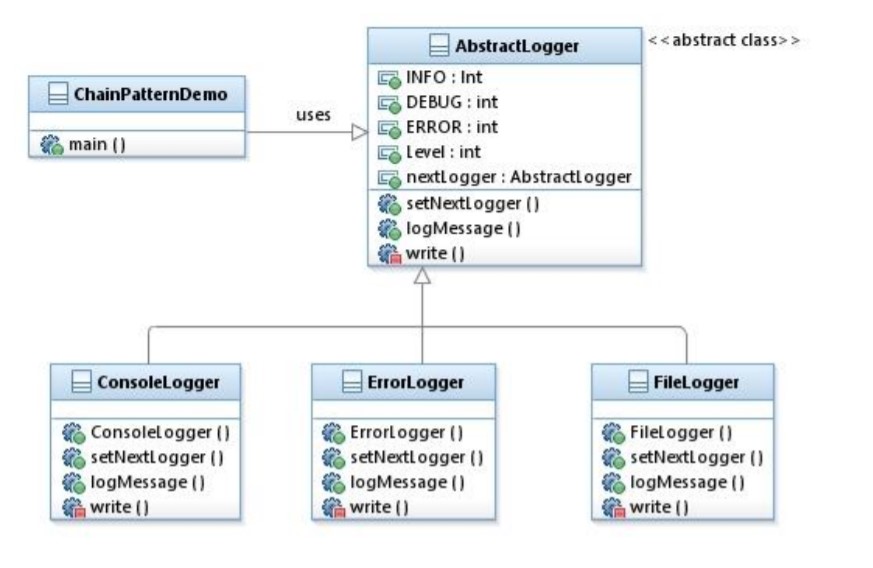 AbstractLogger
<<abstract class>>
INFO : Int
DEBUG : int
ERROR : int
Level : int
nextLogger : AbstractLogger
setNextLogger ()
logMessage ()
write ()
ChainPatternDemo
main ()
uses
ConsoleLogger
ConsoleLogger ()
setNextLogger ()
logMessage ()
write ()
ErrorLogger
ErrorLogger ()
setNextLogger ()
logMessage ()
write ()
FileLogger
FileLogger ()
setNextLogger ()
logMessage ()
write ()